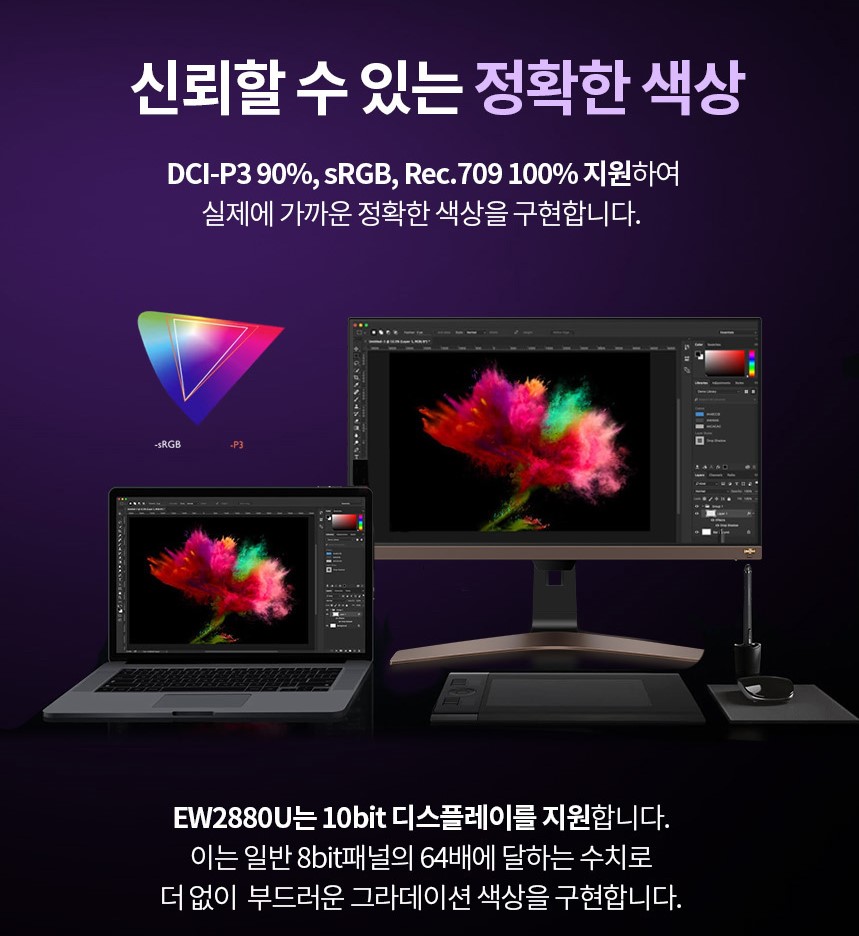 신뢰할 수 있는 정확한 색상
DCI-P3 90%, sRGB, Rec.709 100% 지원하여
실제에 가까운 정확한 색상을 구현합니다.
-sRGB -P3
EW2880U는 10bit 디스플레이를 지원합니다.
이는 일반 8bit패널의 64배에 달하는 수치로
더 없이 부드러운 그라데이션 색상을 구현합니다.